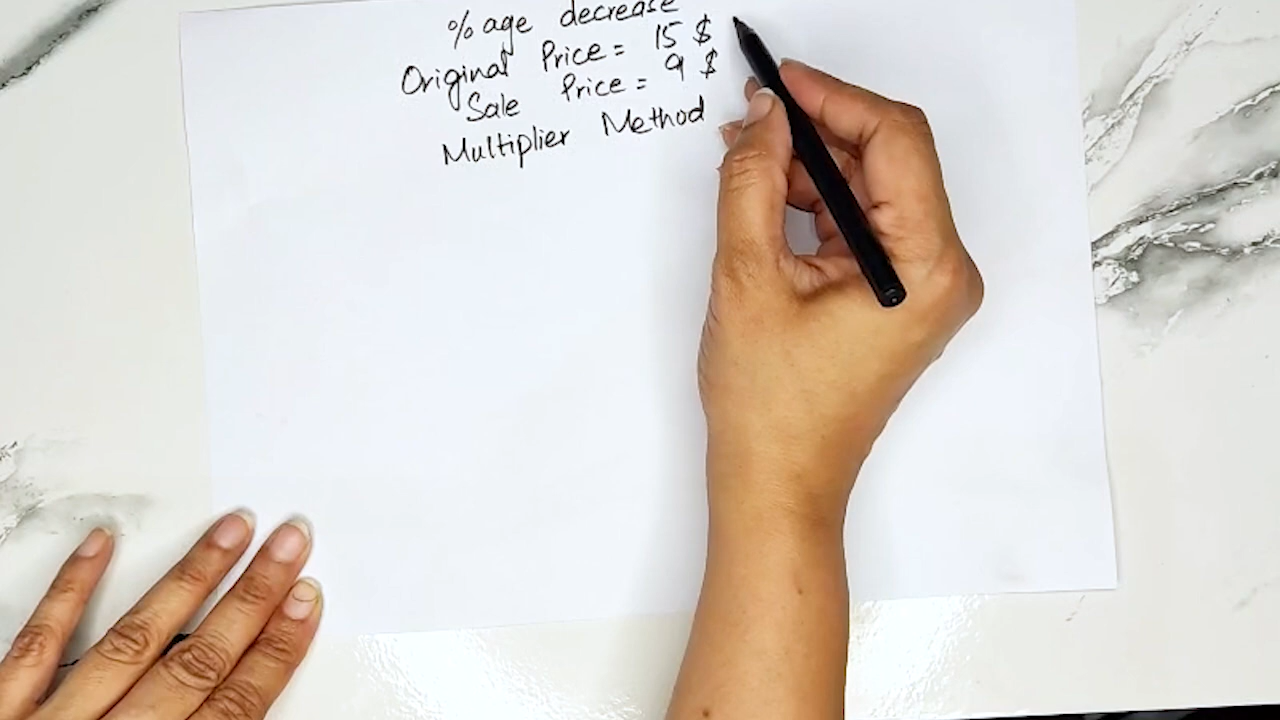 % age decrease
Original Price = 15 $
Sale Price = 9 $
Multiplier Method